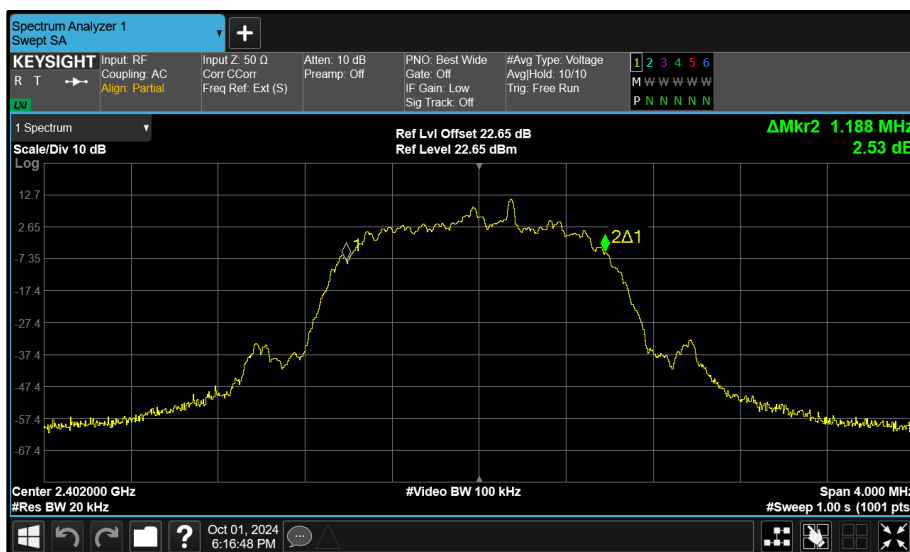 Spectrum Analyzer 1
Swept SA
KEYSIGHT
R T
LXI
Input: RF
Coupling: AC
Align: Partial
Input Z: 50 Ω
Corr CCorr
Freq Ref: Ext (S)
Atten: 10 dB
Preamp: Off
PNO: Best Wide
Gate: Off
IF Gain: Low
Sig Track: Off
#Avg Type: Voltage
Avg|Hold: 10/10
Trig: Free Run
1 2 3 4 5 6
M W W W W W
P N N N N N
1 Spectrum
Scale/Div 10 dB
Ref Lvl Offset 22.65 dB
Ref Level 22.65 dBm
ΔMkr2 1.188 MHz
2.53 dB
Log
12.7
2.65
-7.35
-17.4
-27.4
-37.4
-47.4
-57.4
-67.4
1
2Δ1
Center 2.402000 GHz
#Res BW 20 kHz
#Video BW 100 kHz
Span 4.000 MHz
#Sweep 1.00 s (1001 pts
Oct 01, 2024
6:16:48 PM
?